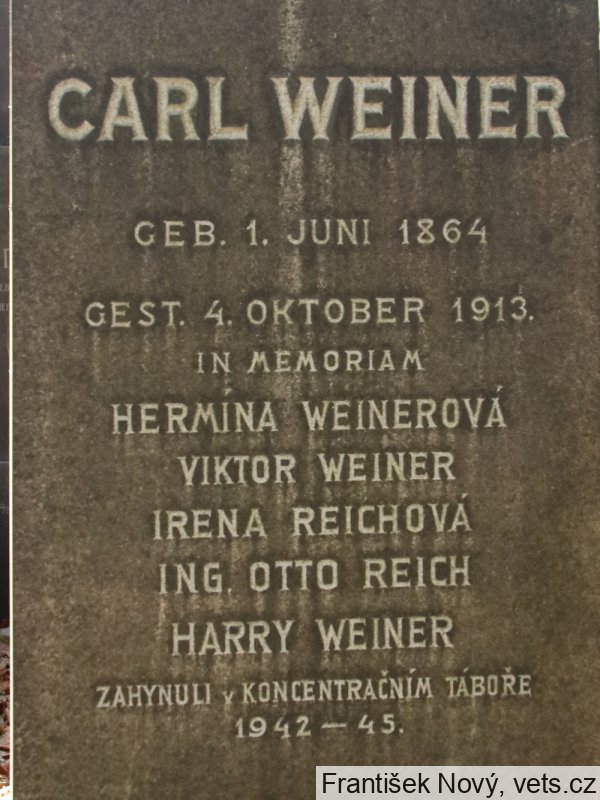 CARL WEINER
GEB. 1. JUNI 1864
GEST. 4. OKTOBER 1913.
IN MEMORIAM
HERMÍNA WEINEROVÁ
VIKTOR WEINER
IRENA REICHOVÁ
ING. OTTO REICH
HARRY WEINER
ZAHYNULI v KONCENTRAČNÍM TÁBOŘE
1942 — 45.
František Nový, vets.cz